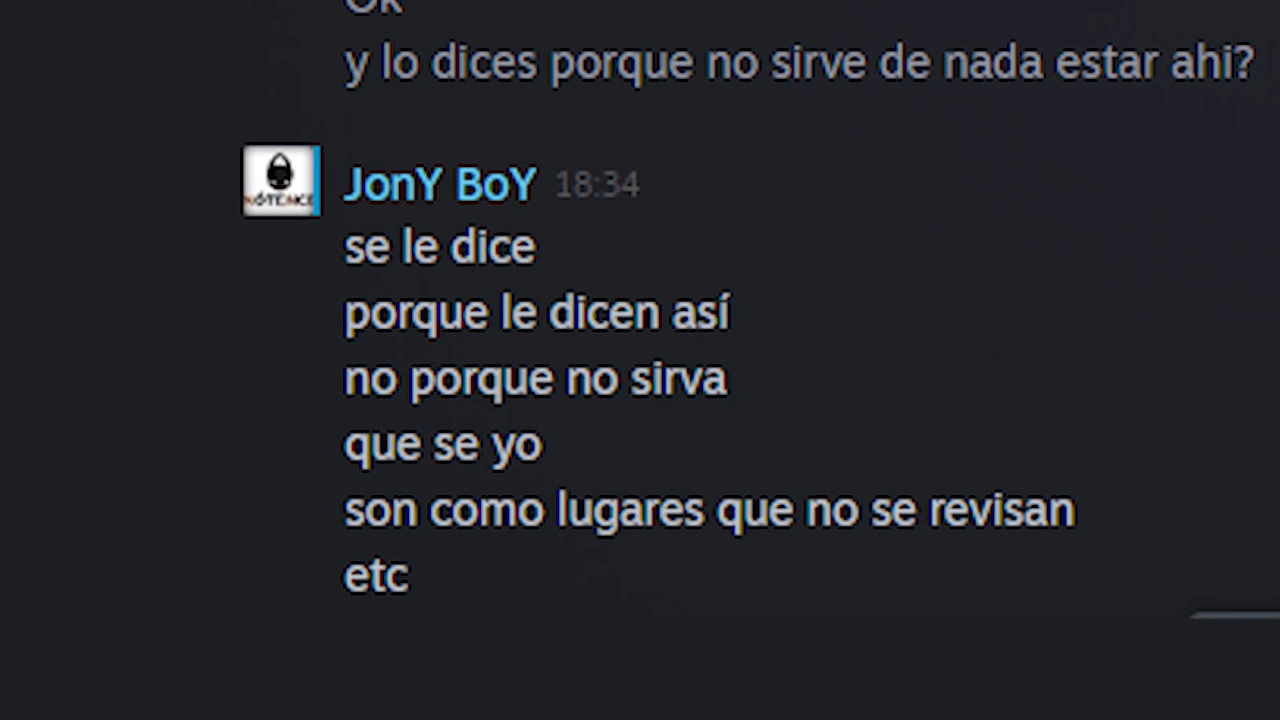 Ok
y lo dices porque no sirve de nada estar ahi?
JonY BoY 18:34
se le dice
porque le dicen así
no porque no sirva
que se yo
son como lugares que no se revisan
etc